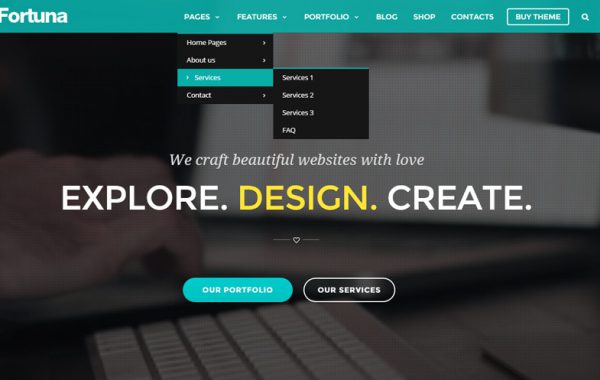 Fortuna PAGES FEATURES PORTFOLIO BLOG SHOP CONTACTS BUY THEME
Home Pages
About us
Services Services 1
Contact Services 2
Services 3
FAQ
We craft beautiful websites with love
EXPLORE. DESIGN. CREATE.
OUR PORTFOLIO OUR SERVICES